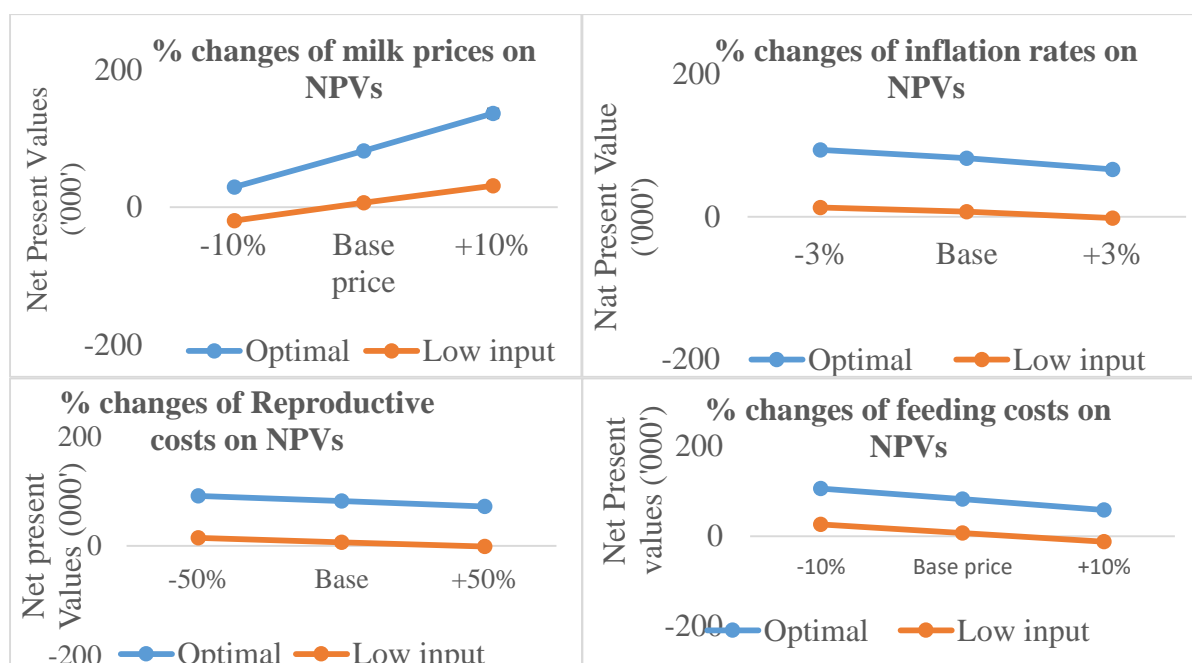 % changes of milk prices on
NPVs
Net Present Values
('000')
200
0
-200
-10%
Base
price
+10%
Optimal
Low input
% changes of inflation rates on
NPVs
Nat Present Value
('000')
200
0
-200
-3%
Base
+3%
Optimal
Low input
% changes of Reproductive
costs on NPVs
Net present
Values (000')
200
0
-200
-50%
Base
+50%
Optimal
Low input
% changes of feeding costs on
NPVs
Net Present
values ('000')
200
0
-200
-10%
Base price
+10%
Optimal
Low input